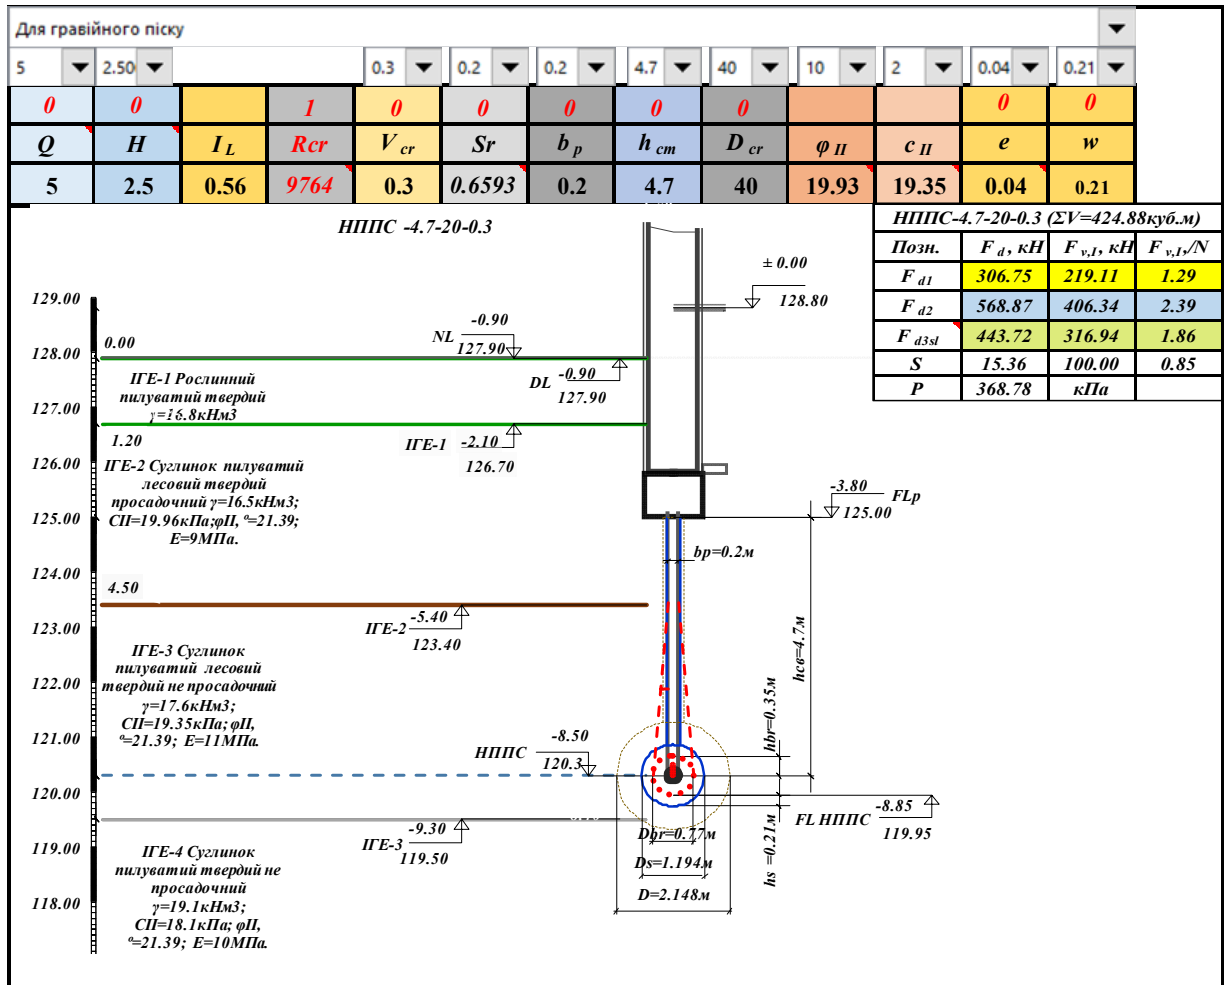 Для гравійного піску
5 2.50 0.3 0.2 0.2 4.7 40 10 2 0.04 0.21
0 0 1 0 0 0 0 0 0 0
Q H I L Rcr V cr Sr b p h cm D cr φ II c II e w
5 2.5 0.56 9764 0.3 0.6593 0.2 4.7 40 19.93 19.35 0.04 0.21
НППС -4.7-20-0.3
НППС-4.7-20-0.3 (ΣV=424.88куб.м)
Позн. F d , кН F v,I , кН F v,I,/N
F d1 306.75 219.11 1.29
F d2 568.87 406.34 2.39
F d3sl 443.72 316.94 1.86
S 15.36 100.00 0.85
P 368.78 кПа
± 0.00
128.80
129.00
128.00
127.00
126.00
125.00
124.00
123.00
122.00
121.00
120.00
119.00
118.00
0.00
-0.90
NL
127.90
-0.90
DL
127.90
ІГЕ-1 Рослинний
пилуватий твердий
γ=16.8кНм3
1.20
ІГЕ-1
-2.10
126.70
ІГЕ-2 Суглинок пилуватий
лесовий твердий
просадочний γ=16.5кНм3;
СІІ=19.96кПа;φІІ, º=21.39;
Е=9МПа.
-3.80
FLp
125.00
bp=0.2м
4.50
-5.40
ІГЕ-2
123.40
hсв=4.7м
ІГЕ-3 Суглинок
пилуватий лесовий
твердий не просадочний
γ=17.6кНм3;
СІІ=19.35кПа; φІІ,
º=21.39; Е=11МПа.
hbr=0.35м
-8.50
НППС
120.3
-8.85
FL НППС
119.95
hs =0.21м
-9.30
ІГЕ-3
119.50
Dbr=0.77м
Ds=1.194м
D=2.148м
ІГЕ-4 Суглинок
пилуватий твердий не
просадочний
γ=19.1кНм3;
СІІ=18.1кПа; φІІ,
º=21.39; Е=10МПа.